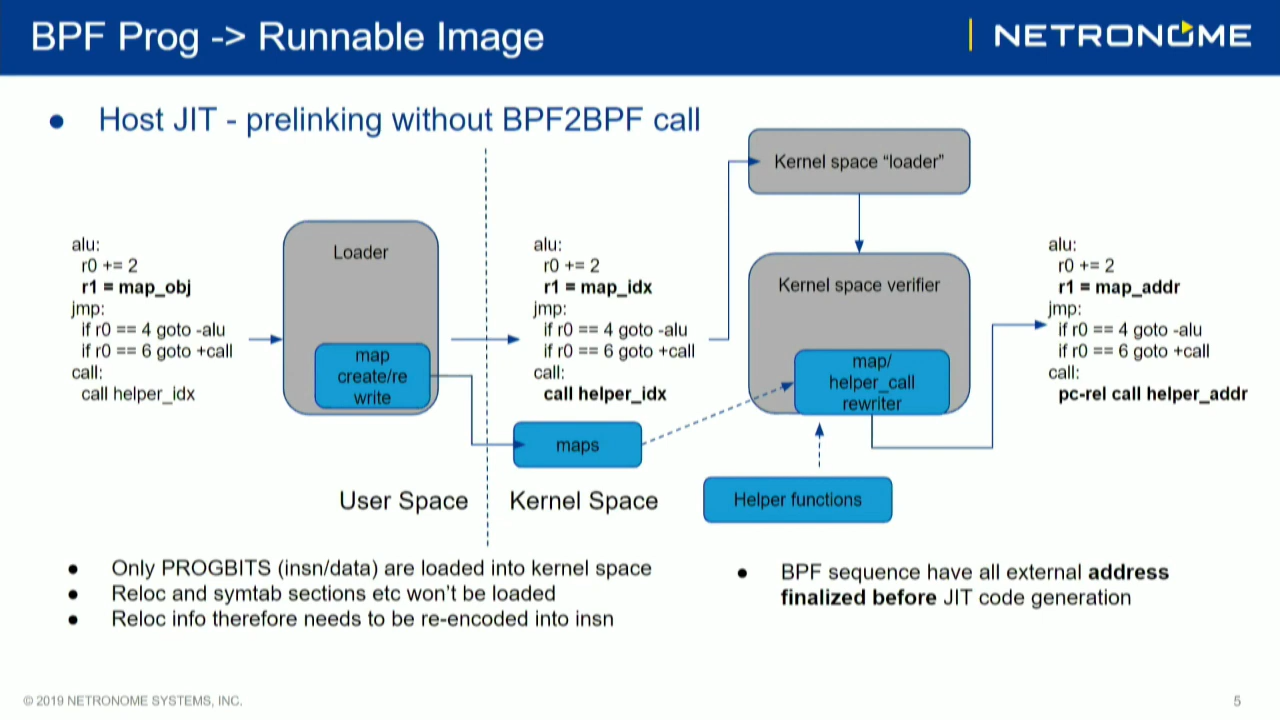 BPF Prog -> Runnable Image
NETRONOME
● Host JIT - prelinking without BPF2BPF call
alu:
r0 += 2
r1 = map_obj
jmp:
if r0 == 4 goto -alu
if r0 == 6 goto +call
call:
call helper_idx
Loader
map
create/re
write
alu:
r0 += 2
r1 = map_idx
jmp:
if r0 == 4 goto -alu
if r0 == 6 goto +call
call:
call helper_idx
maps
Kernel space “loader”
Kernel space verifier
map/
helper_call
rewriter
Helper functions
alu:
r0 += 2
r1 = map_addr
jmp:
if r0 == 4 goto -alu
if r0 == 6 goto +call
call:
pc-rel call helper_addr
User Space
Kernel Space
● Only PROGBITS (insn/data) are loaded into kernel space
● Reloc and symtab sections etc won’t be loaded
● Reloc info therefore needs to be re-encoded into insn
● BPF sequence have all external address
finalized before JIT code generation
© 2019 NETRONOME SYSTEMS, INC.
5